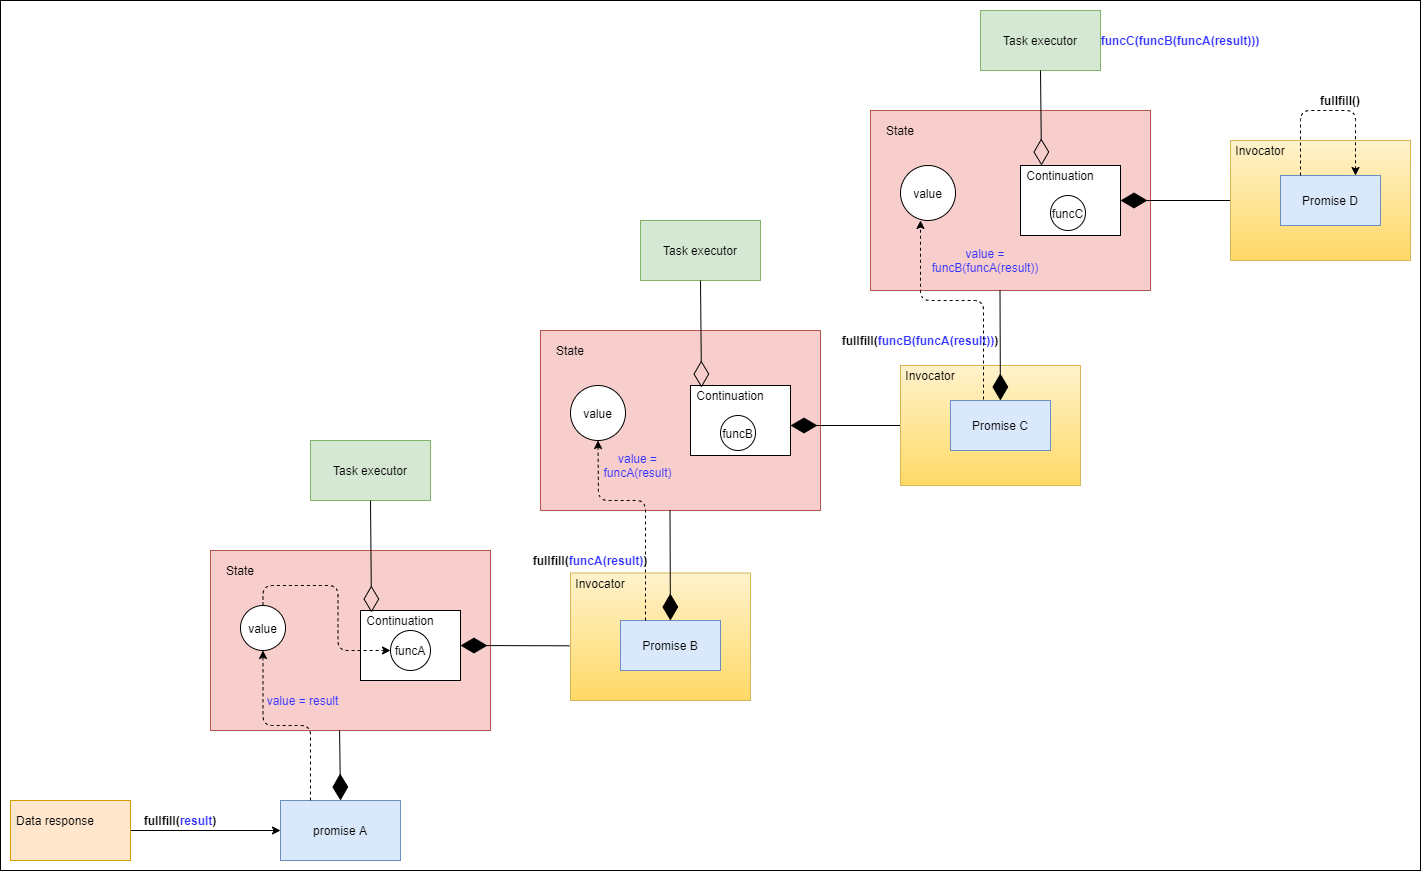 Task executor
funcC(funcB(funcA(result)))
fullfill()
State
Invocator
Continuation
value
Promise D
funcC
Task executor
value =
funcB(funcA(result))
fullfill(funcB(funcA(result)))
State
Invocator
Continuation
value
Promise C
funcB
value =
funcA(result)
Task executor
fullfill(funcA(result))
State
Invocator
Continuation
value
Promise B
funcA
value = result
Data response
fullfill(result)
promise A